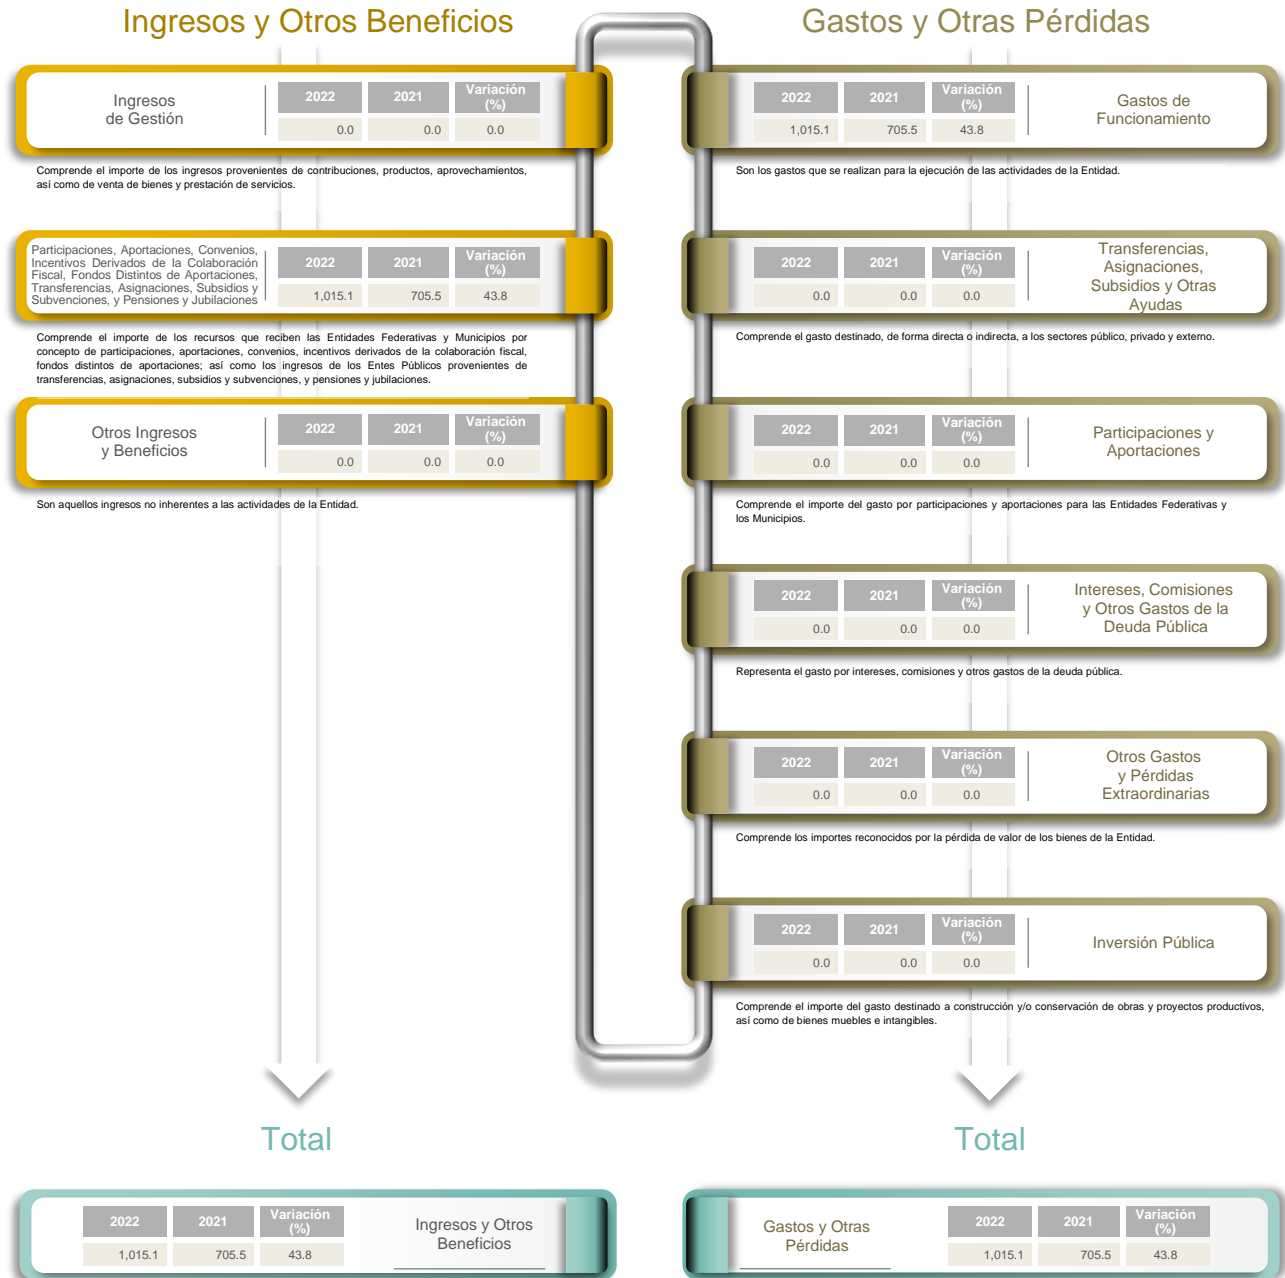 Ingresos y Otros Beneficios
Ingresos
de Gestión
2022 2021 Variación
(%)
0.0 0.0 0.0
Comprende el importe de los ingresos provenientes de contribuciones, productos, aprovechamientos,
así como de venta de bienes y prestación de servicios.
Participaciones, Aportaciones, Convenios,
Incentivos Derivados de la Colaboración
Fiscal, Fondos Distintos de Aportaciones,
Transferencias, Asignaciones, Subsidios y
Subvenciones, y Pensiones y Jubilaciones
2022 2021 Variación
(%)
1,015.1 705.5 43.8
Comprende el importe de los recursos que reciben las Entidades Federativas y Municipios por
concepto de participaciones, aportaciones, convenios, incentivos derivados de la colaboración fiscal,
fondos distintos de aportaciones; así como los ingresos de los Entes Públicos provenientes de
transferencias, asignaciones, subsidios y subvenciones, y pensiones y jubilaciones.
Otros Ingresos
y Beneficios
2022 2021 Variación
(%)
0.0 0.0 0.0
Son aquellos ingresos no inherentes a las actividades de la Entidad.
Total
2022 2021 Variación
(%)
1,015.1 705.5 43.8
Ingresos y Otros
Beneficios
Gastos y Otras Pérdidas
2022 2021 Variación
(%)
1,015.1 705.5 43.8
Gastos de
Funcionamiento
Son los gastos que se realizan para la ejecución de las actividades de la Entidad.
2022 2021 Variación
(%)
0.0 0.0 0.0
Transferencias,
Asignaciones,
Subsidios y Otras
Ayudas
Comprende el gasto destinado, de forma directa o indirecta, a los sectores público, privado y externo.
2022 2021 Variación
(%)
0.0 0.0 0.0
Participaciones y
Aportaciones
Comprende el importe del gasto por participaciones y aportaciones para las Entidades Federativas y
los Municipios.
2022 2021 Variación
(%)
0.0 0.0 0.0
Intereses, Comisiones
y Otros Gastos de la
Deuda Pública
Representa el gasto por intereses, comisiones y otros gastos de la deuda pública.
2022 2021 Variación
(%)
0.0 0.0 0.0
Otros Gastos
y Pérdidas
Extraordinarias
Comprende los importes reconocidos por la pérdida de valor de los bienes de la Entidad.
2022 2021 Variación
(%)
0.0 0.0 0.0
Inversión Pública
Comprende el importe del gasto destinado a construcción y/o conservación de obras y proyectos productivos,
así como de bienes muebles e intangibles.
Total
Gastos y Otras
Pérdidas
2022 2021 Variación
(%)
1,015.1 705.5 43.8